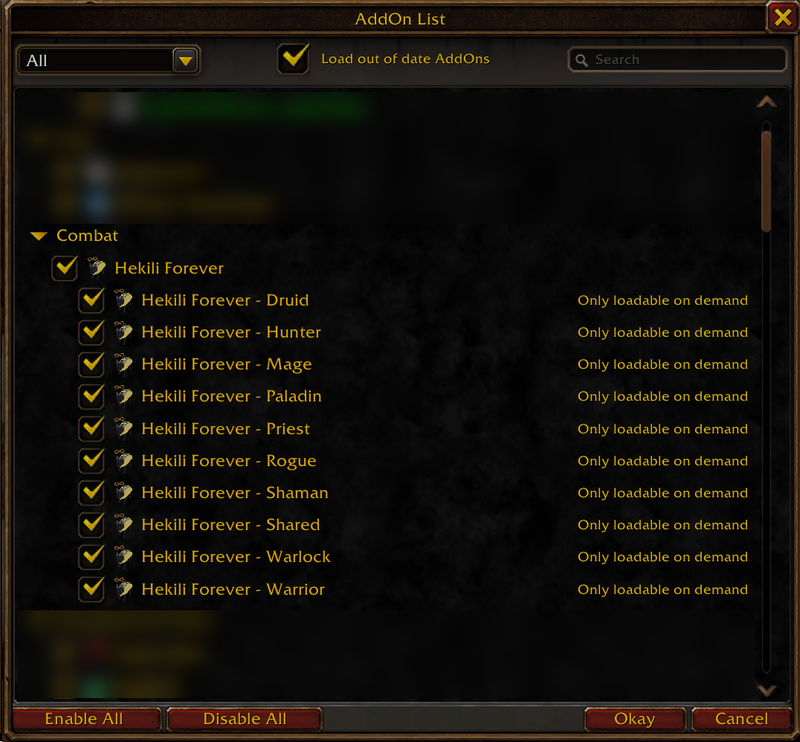 AddOn List
All
Load out of date AddOns
Search
Combat
Hekili Forever
Hekili Forever - Druid Only loadable on demand
Hekili Forever - Hunter Only loadable on demand
Hekili Forever - Mage Only loadable on demand
Hekili Forever - Paladin Only loadable on demand
Hekili Forever - Priest Only loadable on demand
Hekili Forever - Rogue Only loadable on demand
Hekili Forever - Shaman Only loadable on demand
Hekili Forever - Shared Only loadable on demand
Hekili Forever - Warlock Only loadable on demand
Hekili Forever - Warrior Only loadable on demand
Enable All
Disable All
Okay
Cancel